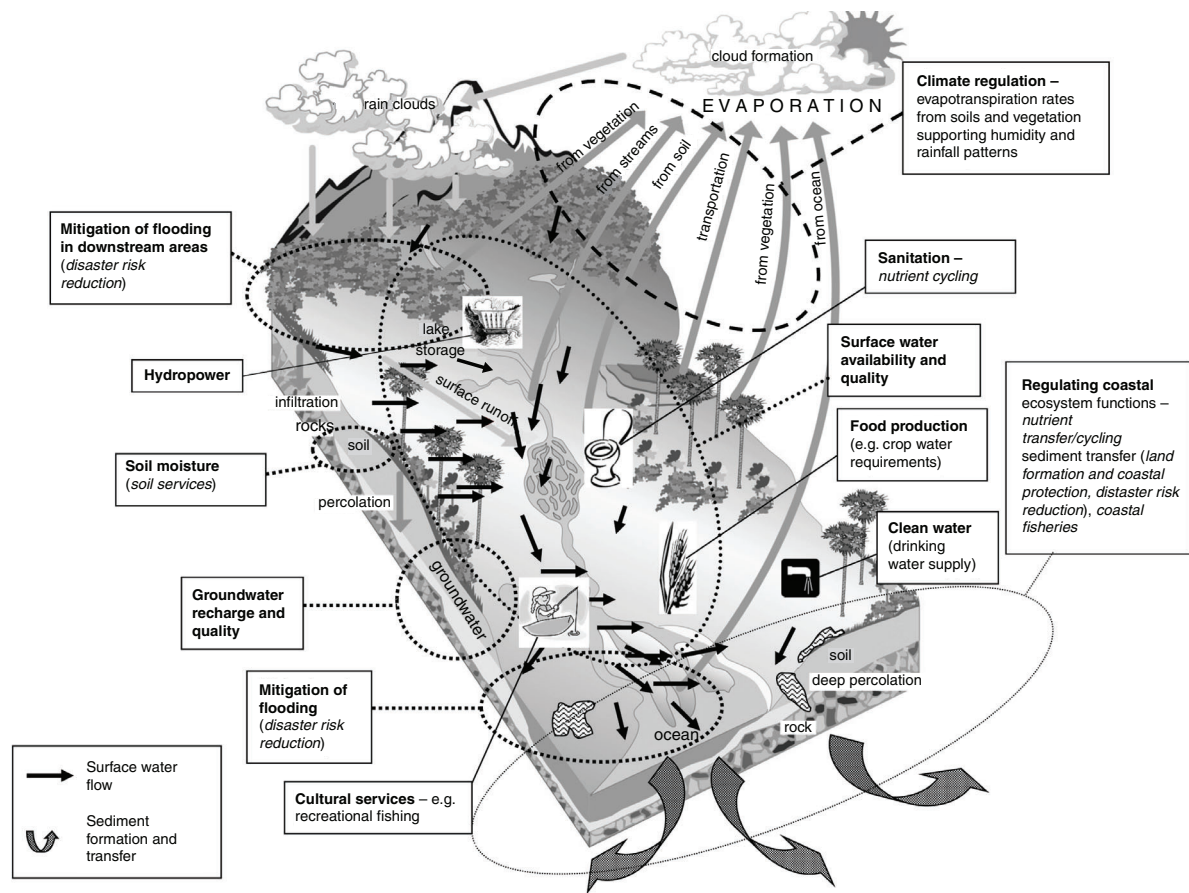 cloud formation
rain clouds
EVAPORATION
from vegetation
from streams
from soil
transportation
from vegetation
from ocean
Climate regulation –
evapotranspiration rates
from soils and vegetation
supporting humidity and
rainfall patterns
Mitigation of flooding
in downstream areas
(disaster risk
reduction)
Sanitation –
nutrient cycling
lake
storage
Surface water
availability and
quality
Hydropower
surface runoff
infiltration
rocks
soil
Regulating coastal
ecosystem functions –
nutrient
transfer/cycling
sediment transfer (land
formation and coastal
protection, distaster risk
reduction), coastal
fisheries
Food production
(e.g. crop water
requirements)
Soil moisture
(soil services)
percolation
Clean water
(drinking
water supply)
groundwater
Groundwater
recharge and
quality
soil
deep percolation
rock
Mitigation of
flooding
(disaster risk
reduction)
ocean
Surface water
flow
Sediment
formation and
transfer
Cultural services – e.g.
recreational fishing